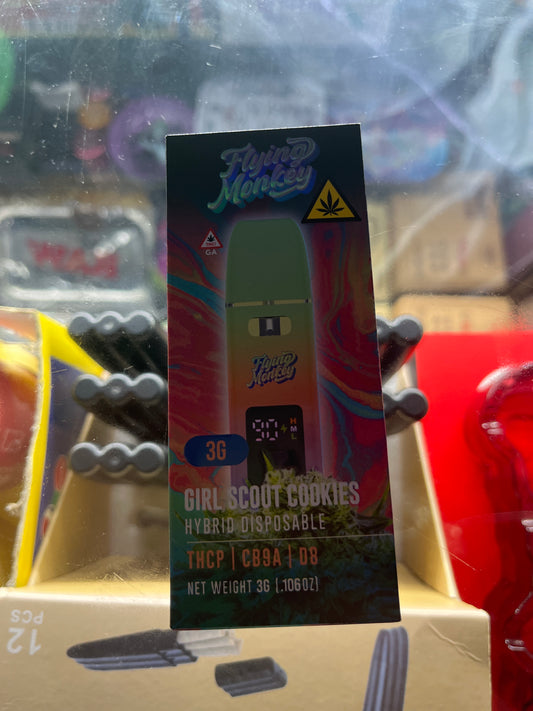 Flying
Monkey
GA
Flying
Monkey
90
H
M
L
3G
GIRL SCOUT COOKIES
HYBRID DISPOSABLE
THCP | CB9A | D8
NET WEIGHT 3G (.106OZ)
12
PCS
RAW